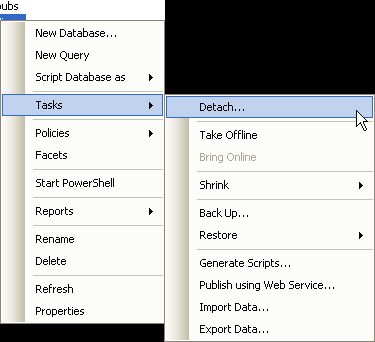 New Database...
New Query
Script Database as
Tasks
Policies
Facets
Start PowerShell
Reports
Rename
Delete
Refresh
Properties
Detach...
Take Offline
Bring Online
Shrink
Back Up...
Restore
Generate Scripts...
Publish using Web Service...
Import Data...
Export Data...